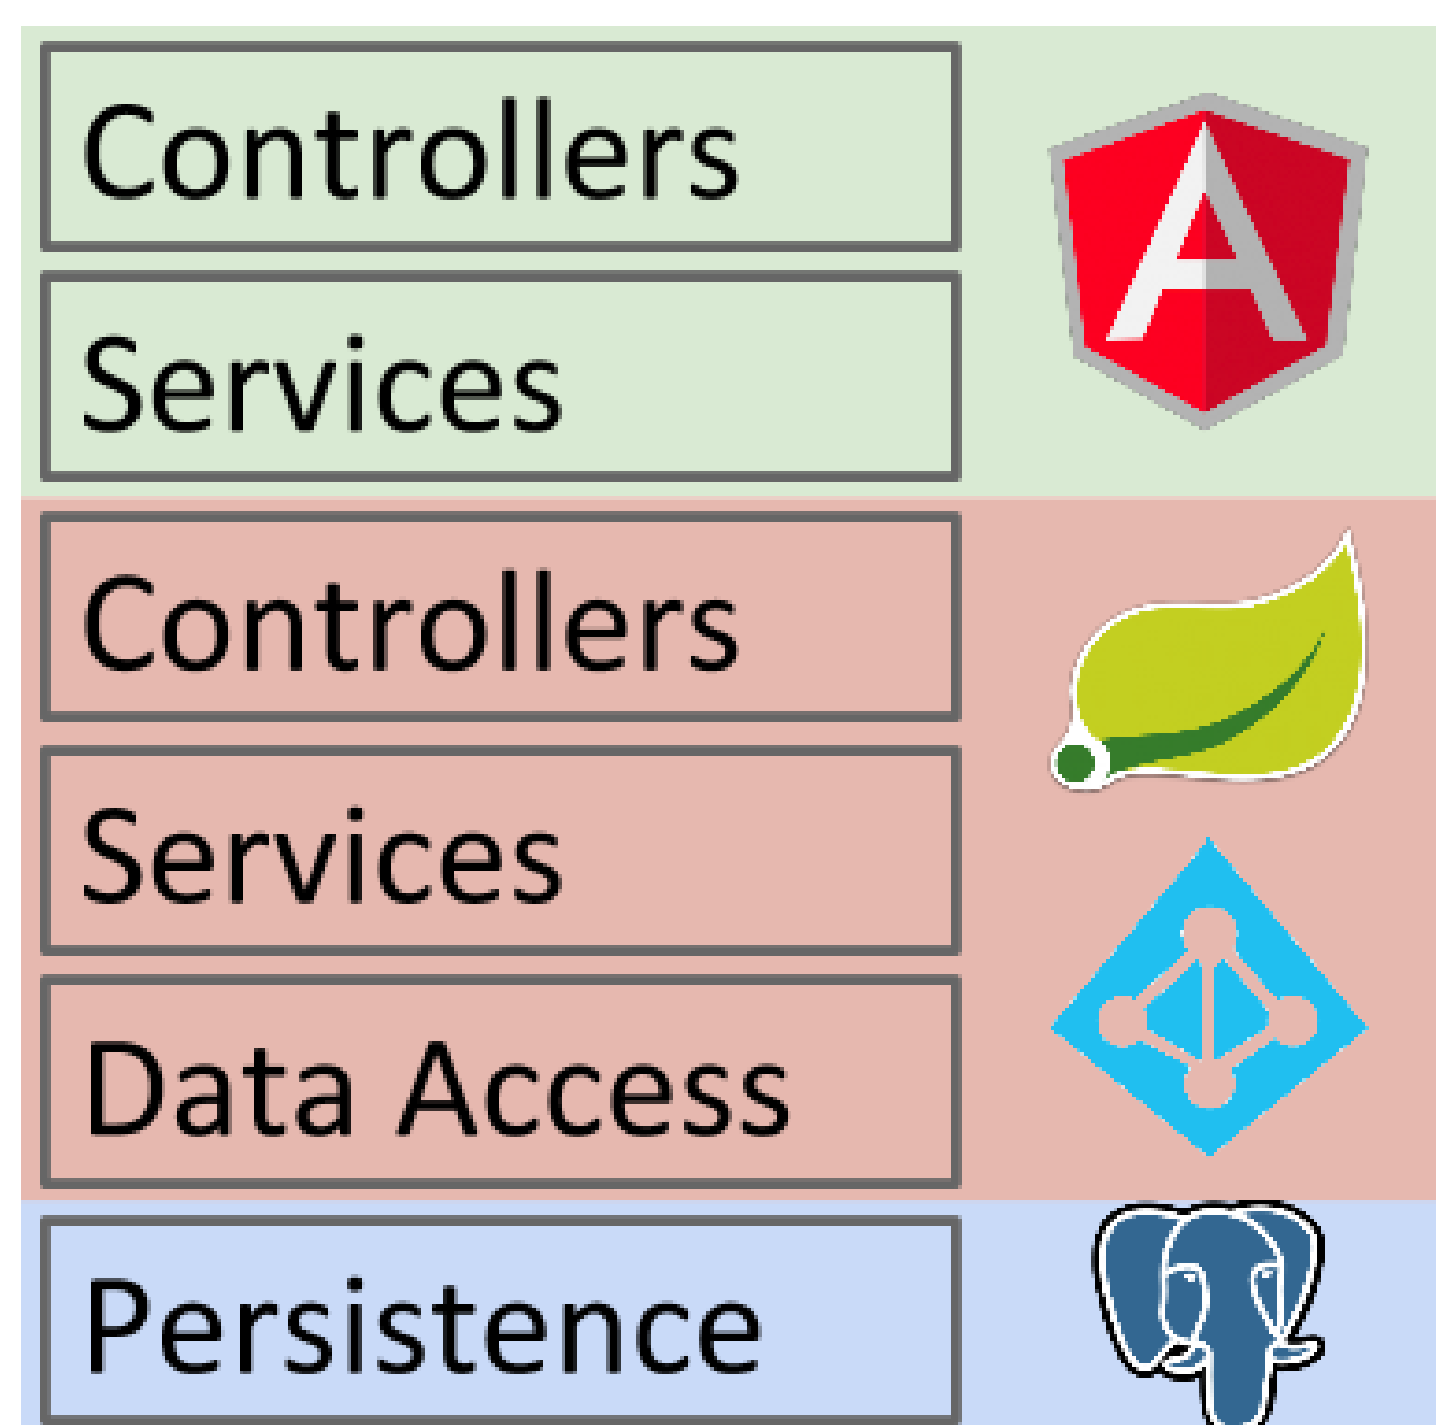 Controllers
Services
Controllers
Services
Data Access
Persistence